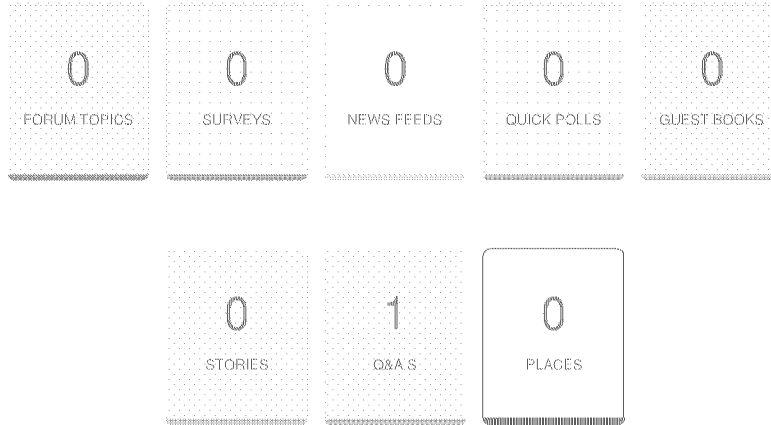 0 0 0 0 0
FORUM TOPICS SURVEYS NEWS FEEDS QUICK POLLS GUEST BOOKS
0 1 0
STORIES Q&A'S PLACES